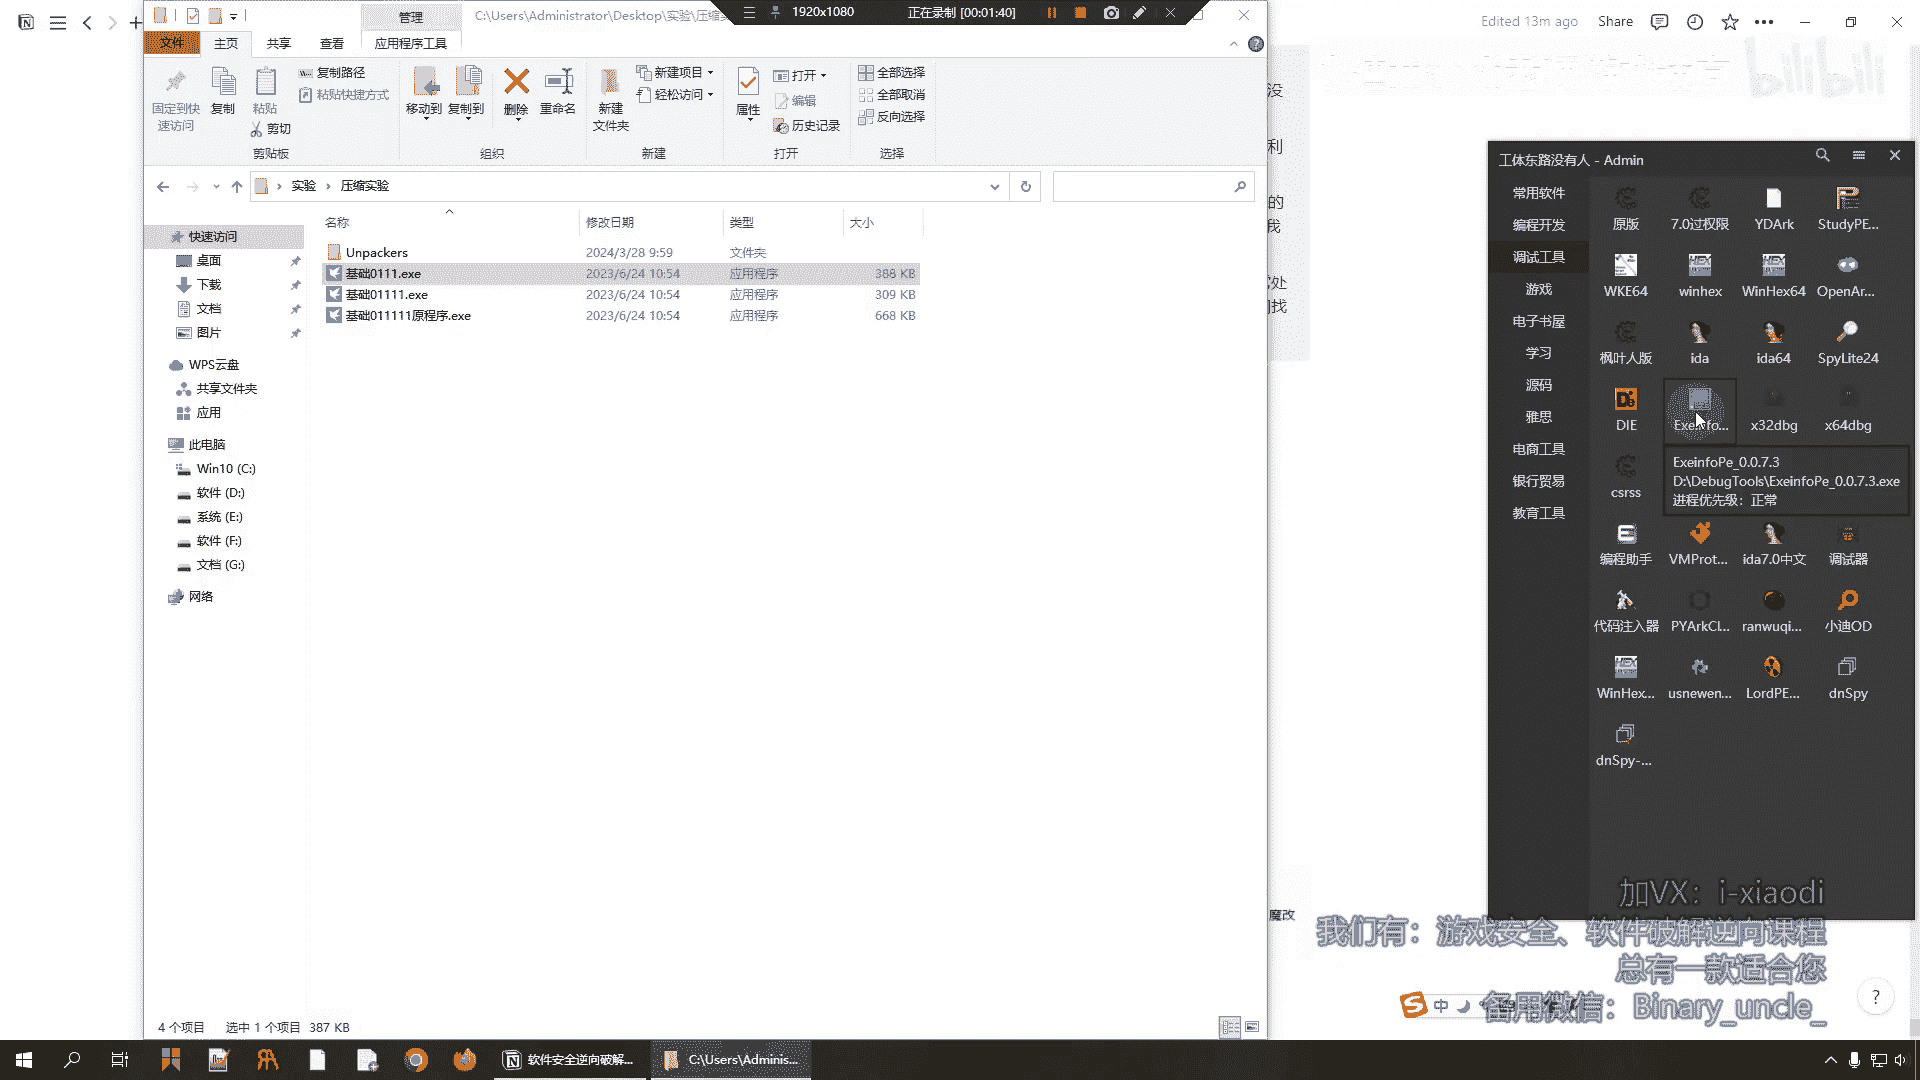 管理
C:\Users\Administrator\Desktop\实验\压缩实
1920x1080
正在录制 [00:01:40]
Edited 13m ago
Share
文件
主页
共享
查看
应用程序工具
固定到快
速访问
复制
粘贴
复制路径
粘贴快捷方式
剪切
剪贴板
移动到
复制到
删除
重命名
组织
新建
文件夹
新建项目
轻松访问
新建
属性
打开
编辑
历史记录
打开
全部选择
全部取消
反向选择
选择
实验
压缩实验
名称
修改日期
类型
大小
Unpackers
2024/3/28 9:59
文件夹
基础0111.exe
2023/6/24 10:54
应用程序
388 KB
基础01111.exe
2023/6/24 10:54
应用程序
309 KB
基础011111原程序.exe
2023/6/24 10:54
应用程序
668 KB
快速访问
桌面
下载
文档
图片
WPS云盘
共享文件夹
应用
此电脑
Win10 (C:)
软件 (D:)
系统 (E:)
软件 (F:)
文档 (G:)
网络
4 个项目
选中 1 个项目 387 KB
没
利
的
我
处
找
魔改
bilibili
工体东路没有人 - Admin
常用软件
编程开发
调试工具
游戏
电子书屋
学习
源码
雅思
电商工具
银行贸易
教育工具
原版
7.0过权限
YDArk
StudyPE...
WKE64
winhex
WinHex64
OpenAr...
枫叶人版
ida
ida64
SpyLite24
DIE
Exeinfo...
x32dbg
x64dbg
csrss
ExeinfoPe_0.0.7.3
D:\DebugTools\ExeinfoPe_0.0.7.3.exe
进程优先级：正常
编程助手
VMProt...
ida7.0中文
调试器
代码注入器
PYArkCl...
ranwuqi...
小迪OD
WinHex...
usnewen...
LordPE...
dnSpy
dnSpy-...
加VX：i-xiaodi
我们有：游戏安全、软件破解逆向课程
总有一款适合您
备用微信：Binary_uncle_
中
?
软件安全逆向破解...
C:\Users\Adminis...